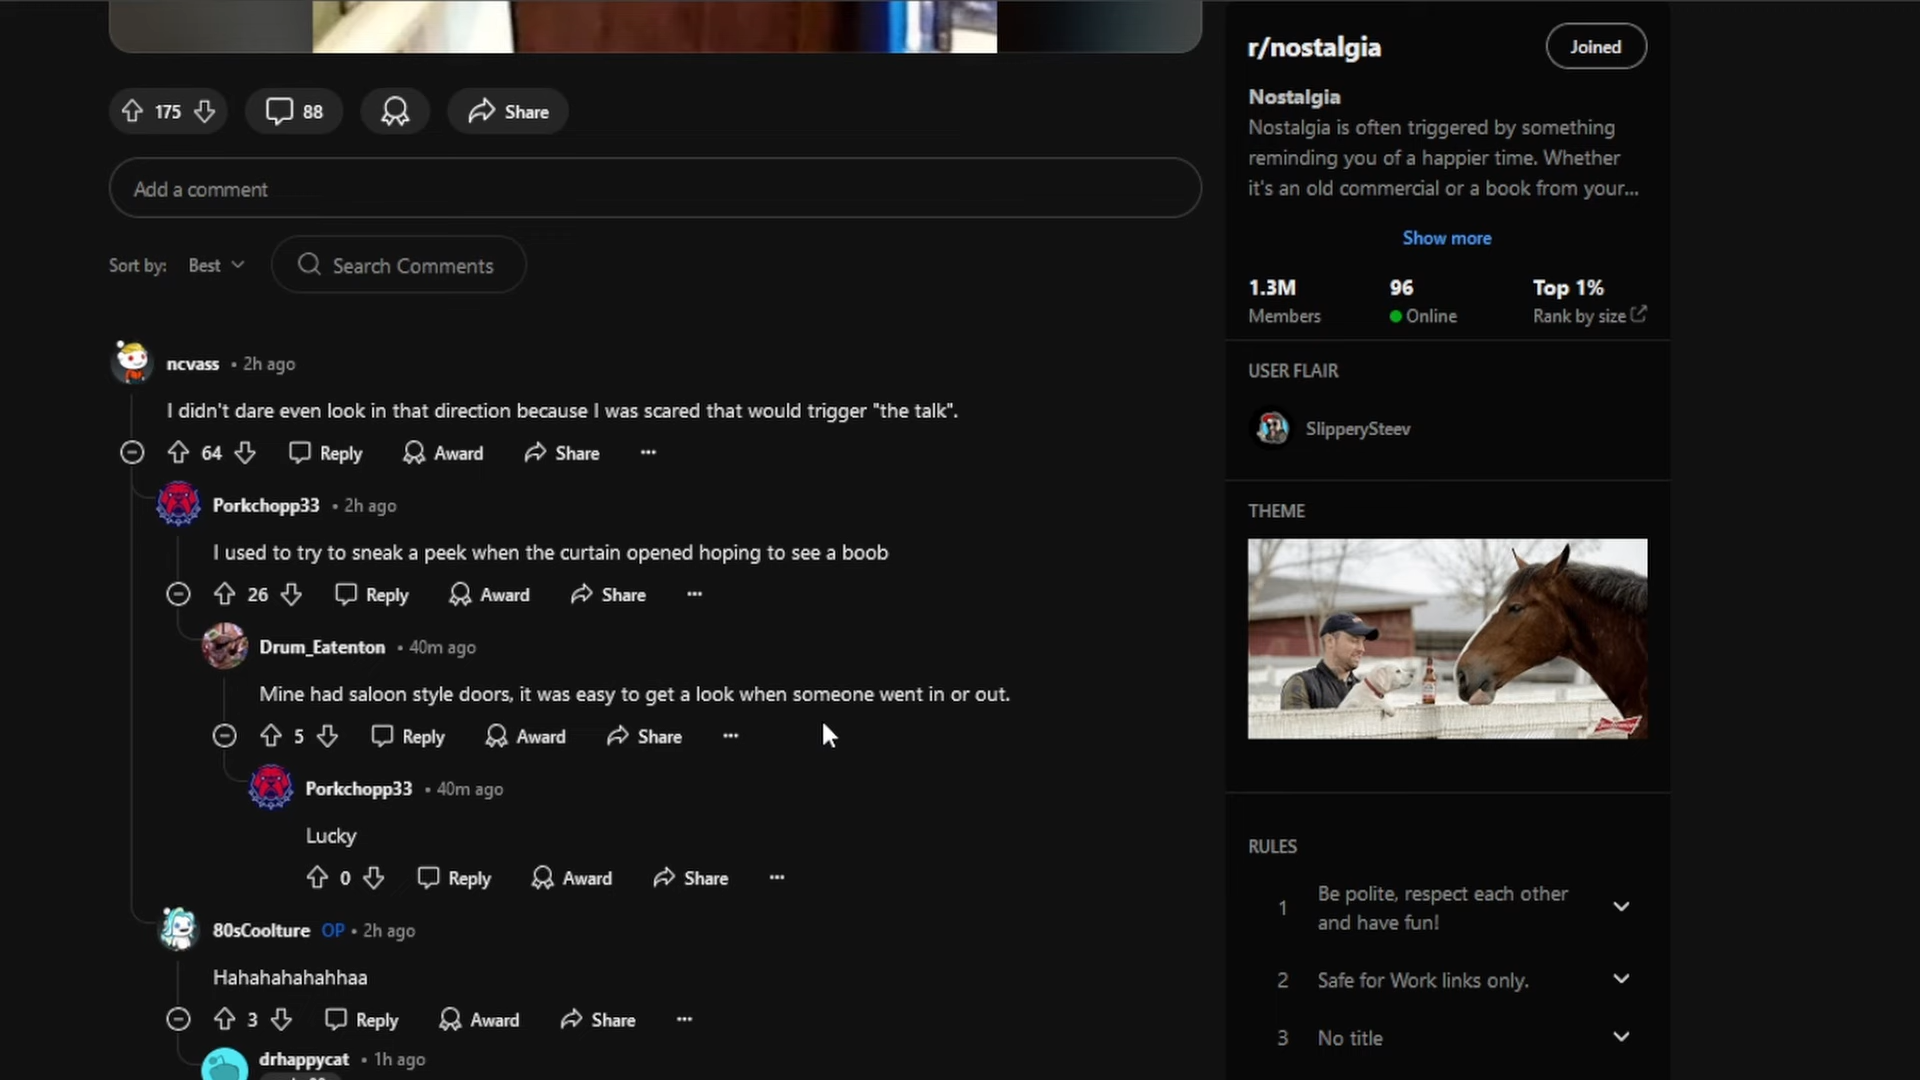 175
88
Share
Add a comment
Sort by:
Best
Search Comments
ncvass • 2h ago
I didn't dare even look in that direction because I was scared that would trigger "the talk".
64
Reply
Award
Share
Porkchopp33 • 2h ago
I used to try to sneak a peek when the curtain opened hoping to see a boob
26
Reply
Award
Share
Drum_Eatenton • 40m ago
Mine had saloon style doors, it was easy to get a look when someone went in or out.
5
Reply
Award
Share
Porkchopp33 • 40m ago
Lucky
0
Reply
Award
Share
80sCoolture OP • 2h ago
Hahahahahahhaa
3
Reply
Award
Share
drhappycat • 1h ago
r/nostalgia
Joined
Nostalgia
Nostalgia is often triggered by something
reminding you of a happier time. Whether
it's an old commercial or a book from your...
Show more
1.3M
Members
96
Online
Top 1%
Rank by size
USER FLAIR
SlipperySteev
THEME
RULES
1
Be polite, respect each other
and have fun!
2
Safe for Work links only.
3
No title